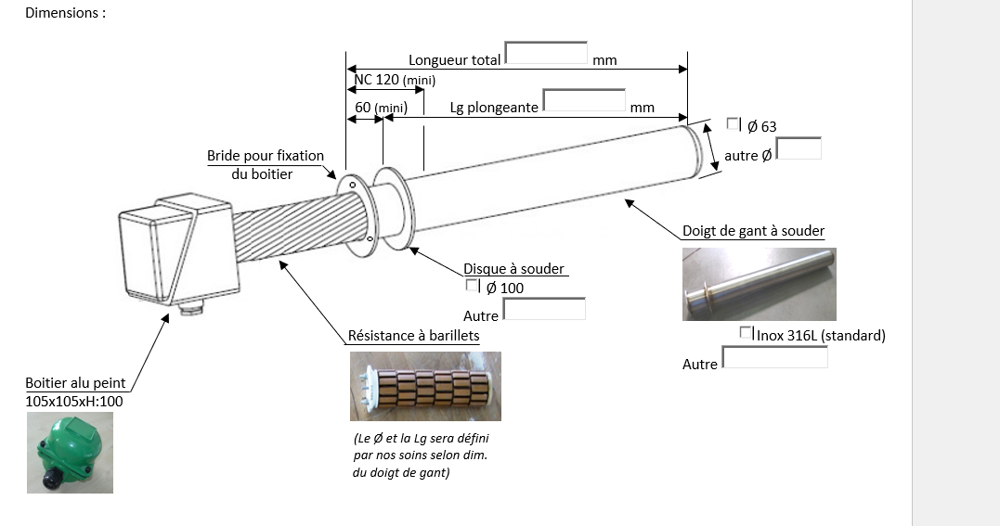 Dimensions :
Longueur total mm
NC 120 (mini)
60 (mini)
Lg plongeante mm
Ø 63
autre Ø
Bride pour fixation
du boitier
Doigt de gant à souder
Disque à souder
Ø 100
Autre
Résistance à barillets
Inox 316L (standard)
Autre
Boitier alu peint
105x105xH:100
(Le Ø et la Lg sera défini
par nos soins selon dim.
du doigt de gant)